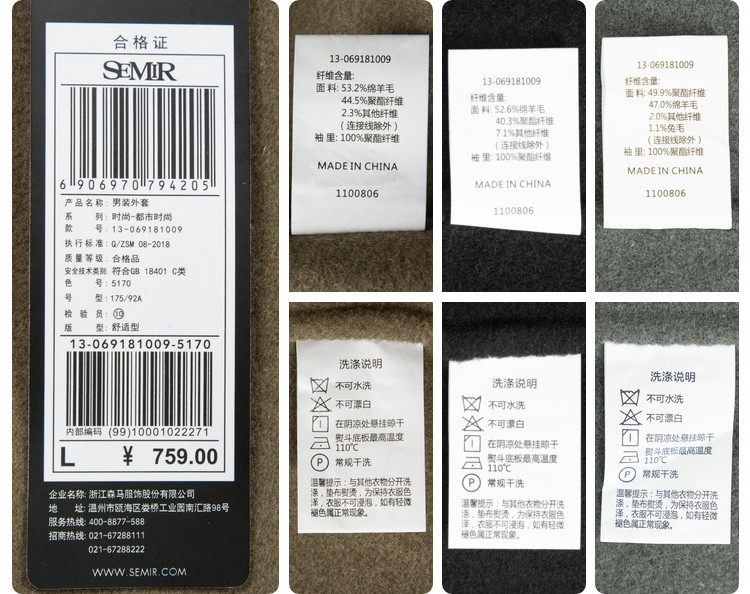 合格证
SEMIR
6 906970 794205
产品名称: 男装外套
系 列: 时尚-都市时尚
款 号: 13-069181009
执行标准: Q/ZSM 08-2018
质量等级: 合格品
安全技术类别: 符合GB 18401 C类
色 号: 5170
号 型: 175/92A
检 验 员: ⑩
版 型: 舒适型
13-069181009-5170
内部编码 (99)10001022271
L ¥ 759.00
企业名称: 浙江森马服饰股份有限公司
地 址: 温州市瓯海区娄桥工业园南汇路98号
服务热线: 400-8877-588
招商热线: 021-67288111
021-67288222
WWW.SEMIR.COM
13-069181009
纤维含量:
面 料: 53.2%绵羊毛
44.5%聚酯纤维
2.3%其他纤维
(连接线除外)
袖 里: 100%聚酯纤维
MADE IN CHINA
1100806
13-069181009
纤维含量:
面 料: 52.6%绵羊毛
40.3%聚酯纤维
7.1%其他纤维
(连接线除外)
袖 里: 100%聚酯纤维
MADE IN CHINA
1100806
13-069181009
纤维含量:
面 料: 49.9%聚酯纤维
47.0%绵羊毛
2.0%其他纤维
1.1%兔毛
(连接线除外)
袖 里: 100%聚酯纤维
MADE IN CHINA
1100806
洗涤说明
不可水洗
不可漂白
在阴凉处悬挂晾干
熨斗底板最高温度
110℃
P 常规干洗
温馨提示: 与其他衣物分开洗
涤, 垫布熨烫, 为保持衣服色
泽, 衣服不可浸泡, 如有轻微
褪色属正常现象。
洗涤说明
不可水洗
不可漂白
在阴凉处悬挂晾干
熨斗底板最高温度
110℃
P 常规干洗
温馨提示: 与其他衣物分开洗
涤, 垫布熨烫, 为保持衣服色
泽, 衣服不可浸泡, 如有轻微
褪色属正常现象。
洗涤说明
不可水洗
不可漂白
在阴凉处悬挂晾干
熨斗底板最高温度
110℃
P 常规干洗
温馨提示: 与其他衣物分开洗
涤, 垫布熨烫, 为保持衣服色
泽, 衣服不可浸泡, 如有轻微
褪色属正常现象。